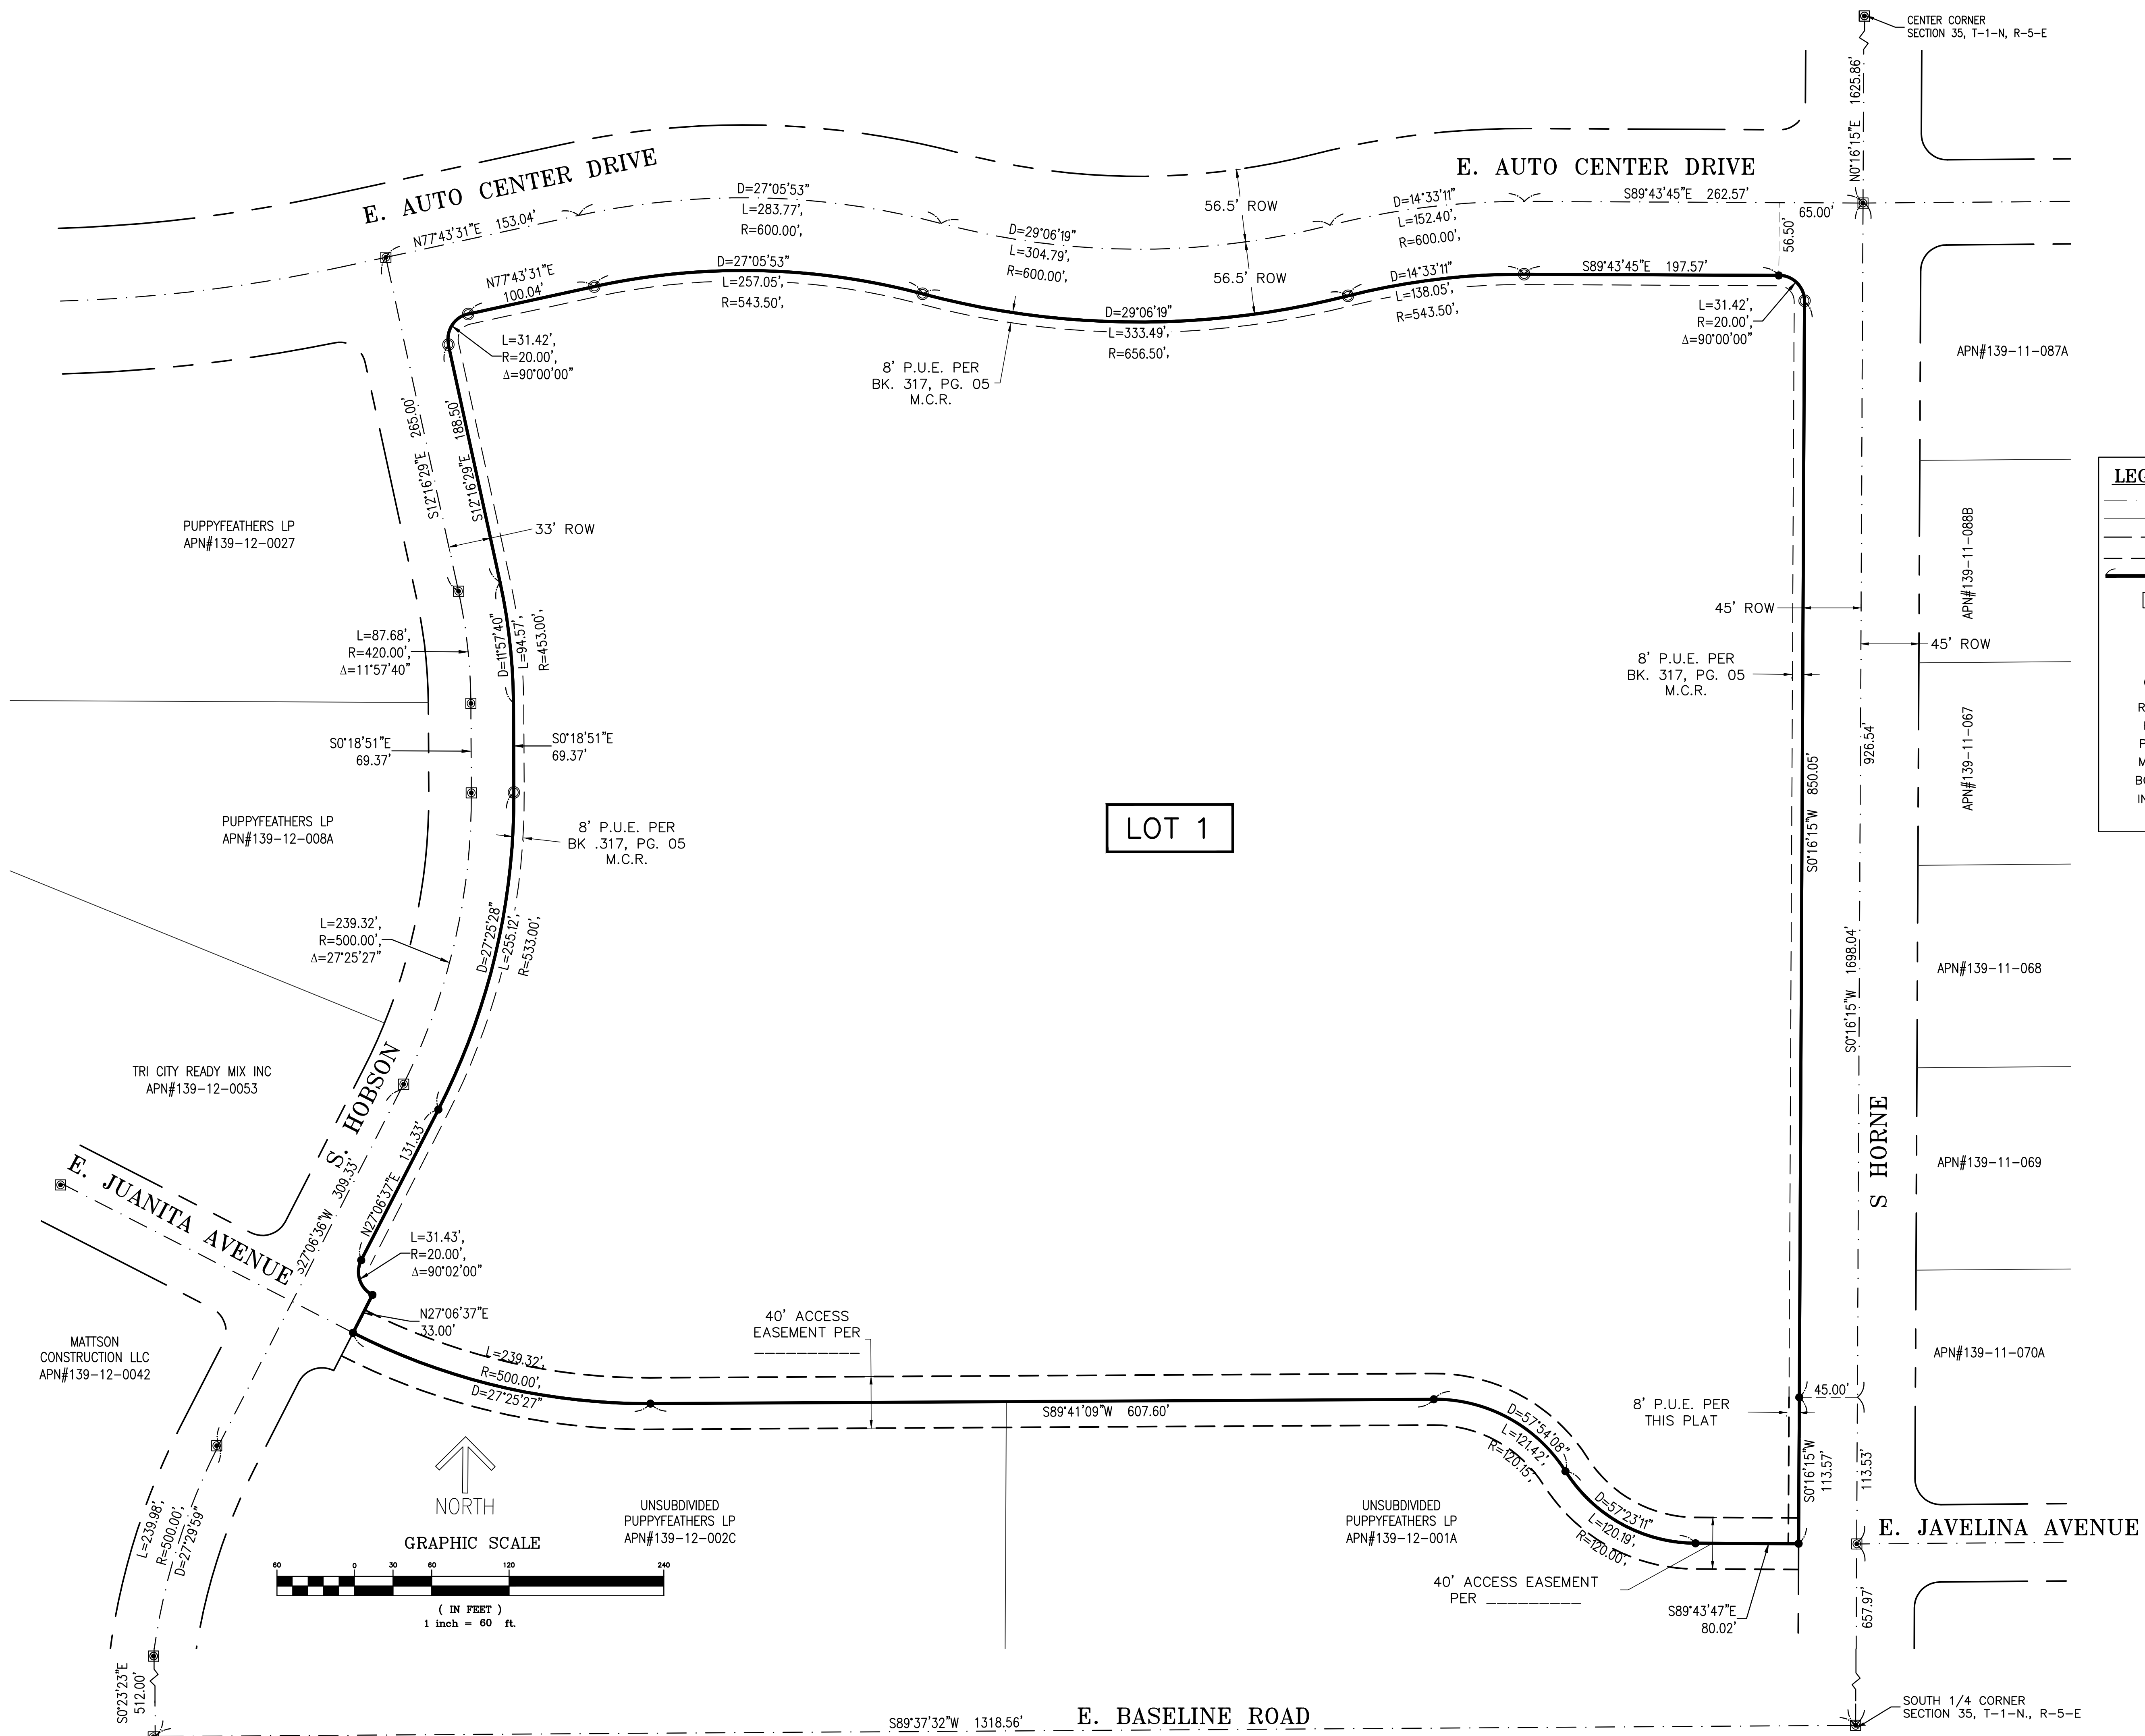 CENTER CORNER
SECTION 35, T-1-N, R-5-E
N0°16'15"E 1625.86'
E. AUTO CENTER DRIVE
E. AUTO CENTER DRIVE
N77°43'31"E 153.04'
D=27°05'53"
L=283.77',
R=600.00',
D=29°06'19"
L=304.79',
R=600.00',
56.5' ROW
56.5' ROW
D=14°33'11"
L=152.40',
R=600.00',
S89°43'45"E 262.57'
65.00'
56.50'
N77°43'31"E
100.04'
D=27°05'53"
L=257.05',
R=543.50',
D=29°06'19"
L=333.49',
R=656.50',
D=14°33'11"
L=138.05',
R=543.50',
S89°43'45"E 197.57'
L=31.42',
R=20.00',
Δ=90°00'00"
L=31.42',
R=20.00',
Δ=90°00'00"
8' P.U.E. PER
BK. 317, PG. 05
M.C.R.
APN#139-11-087A
S12°16'29"E 265.00'
S12°16'29"E 188.50'
33' ROW
PUPPYFEATHERS LP
APN#139-12-0027
LEG
APN#139-11-088B
45' ROW
45' ROW
L=87.68',
R=420.00',
Δ=11°57'40"
D=11°57'40"
L=94.57',
R=453.00',
8' P.U.E. PER
BK. 317, PG. 05
M.C.R.
APN#139-11-067
926.54'
S0°18'51"E
69.37'
S0°18'51"E
69.37'
S0°16'15"W 850.05'
PUPPYFEATHERS LP
APN#139-12-008A
8' P.U.E. PER
BK .317, PG. 05
M.C.R.
LOT 1
L=239.32',
R=500.00',
Δ=27°25'27"
D=27°25'28"
L=255.12',
R=533.00',
S0°16'15"W 1698.04'
APN#139-11-068
TRI CITY READY MIX INC
APN#139-12-0053
S. HOBSON
S HORNE
APN#139-11-069
N27°06'37"E 131.33'
S27°06'36"W 309.33'
E. JUANITA AVENUE
L=31.43',
R=20.00',
Δ=90°02'00"
N27°06'37"E
33.00'
MATTSON
CONSTRUCTION LLC
APN#139-12-0042
40' ACCESS
EASEMENT PER
__________
L=239.32',
R=500.00',
D=27°25'27"
S89°41'09"W 607.60'
APN#139-11-070A
45.00'
8' P.U.E. PER
THIS PLAT
D=57°54'08"
L=121.42',
R=120.15',
S0°16'15"W
113.57'
113.53'
D=57°23'11"
L=120.19',
R=120.00',
NORTH
UNSUBDIVIDED
PUPPYFEATHERS LP
APN#139-12-002C
UNSUBDIVIDED
PUPPYFEATHERS LP
APN#139-12-001A
E. JAVELINA AVENUE
GRAPHIC SCALE
60 0 30 60 120 240
( IN FEET )
1 inch = 60 ft.
L=239.98',
R=500.00',
D=27°29'59"
40' ACCESS EASEMENT
PER _________
S89°43'47"E
80.02'
657.97'
S0°23'23"E
512.00'
S89°37'32"W 1318.56'
E. BASELINE ROAD
SOUTH 1/4 CORNER
SECTION 35, T-1-N., R-5-E